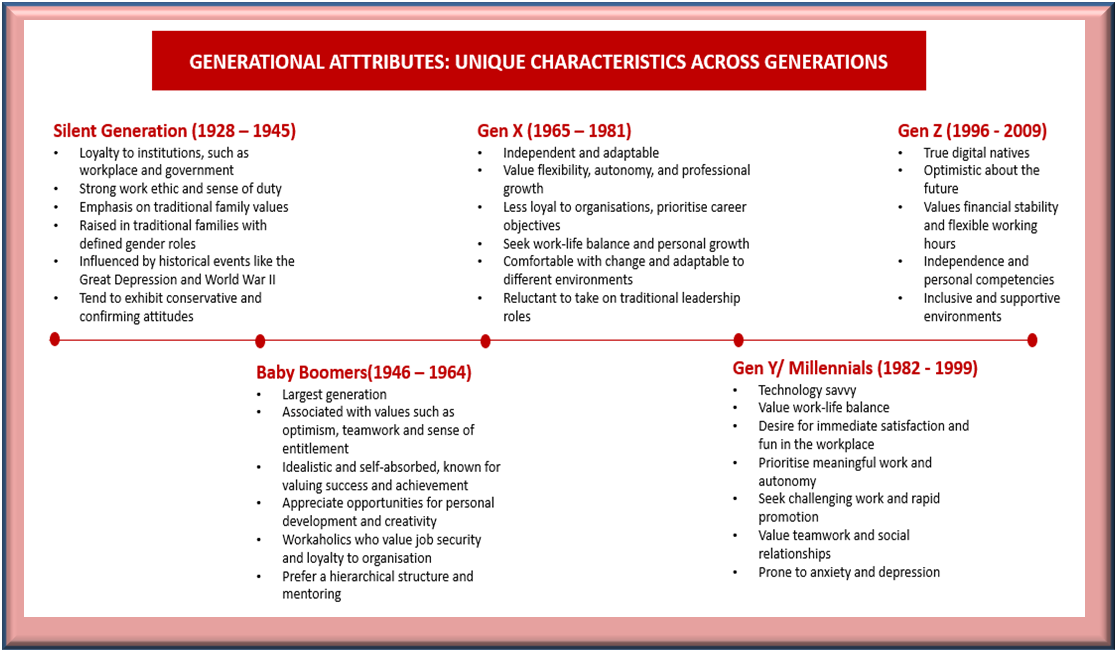 GENERATIONAL ATTTRIBUTES: UNIQUE CHARACTERISTICS ACROSS GENERATIONS
Silent Generation (1928 – 1945)
• Loyalty to institutions, such as
workplace and government
• Strong work ethic and sense of duty
• Emphasis on traditional family values
• Raised in traditional families with
defined gender roles
• Influenced by historical events like the
Great Depression and World War II
• Tend to exhibit conservative and
confirming attitudes
Gen X (1965 – 1981)
• Independent and adaptable
• Value flexibility, autonomy, and professional
growth
• Less loyal to organisations, prioritise career
objectives
• Seek work-life balance and personal growth
• Comfortable with change and adaptable to
different environments
• Reluctant to take on traditional leadership
roles
Gen Z (1996 - 2009)
• True digital natives
• Optimistic about the
future
• Values financial stability
and flexible working
hours
• Independence and
personal competencies
• Inclusive and supportive
environments
Baby Boomers(1946 – 1964)
• Largest generation
• Associated with values such as
optimism, teamwork and sense of
entitlement
• Idealistic and self-absorbed, known for
valuing success and achievement
• Appreciate opportunities for personal
development and creativity
• Workaholics who value job security
and loyalty to organisation
• Prefer a hierarchical structure and
mentoring
Gen Y/ Millennials (1982 - 1999)
• Technology savvy
• Value work-life balance
• Desire for immediate satisfaction and
fun in the workplace
• Prioritise meaningful work and
autonomy
• Seek challenging work and rapid
promotion
• Value teamwork and social
relationships
• Prone to anxiety and depression